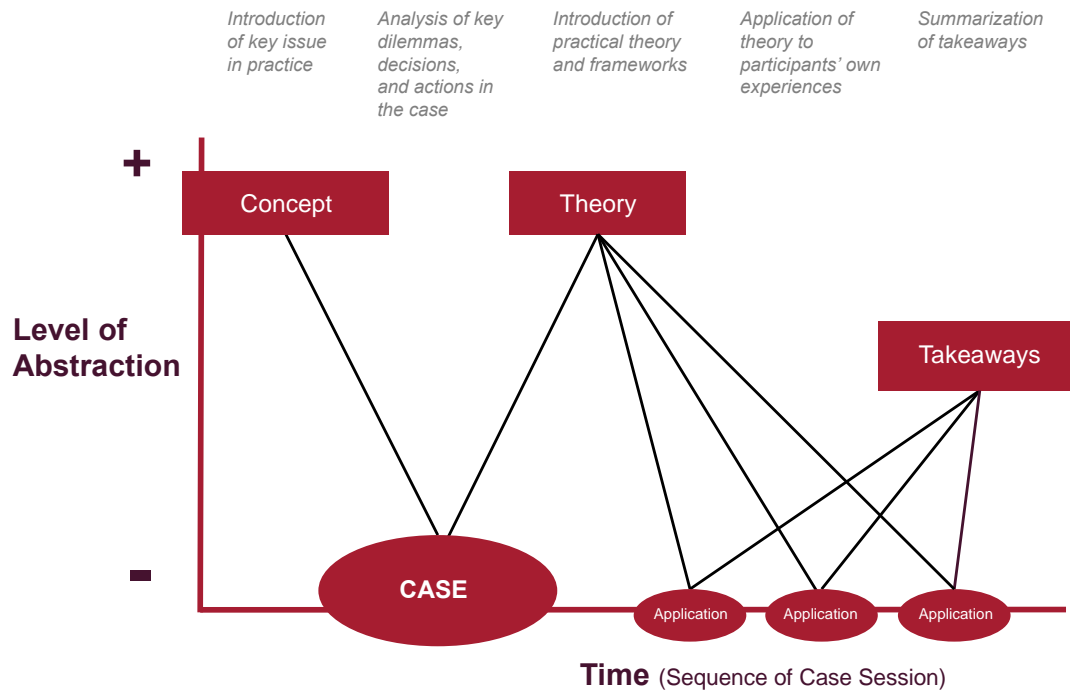 Introduction
of key issue
in practice
Analysis of key
dilemmas,
decisions,
and actions in
the case
Introduction of
practical theory
and frameworks
Application of
theory to
participants' own
experiences
Summarization
of takeaways
+
Concept
Theory
Level of
Abstraction
Takeaways
-
CASE
Application
Application
Application
Time (Sequence of Case Session)